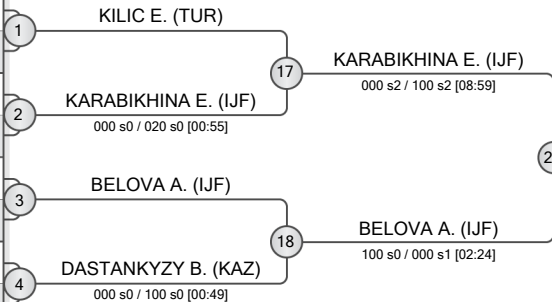 KILIC E. (TUR)
1
17
KARABIKHINA E. (IJF)
000 s2 / 100 s2 [08:59]
KARABIKHINA E. (IJF)
2
000 s0 / 020 s0 [00:55]
2
BELOVA A. (IJF)
3
18
BELOVA A. (IJF)
100 s0 / 000 s1 [02:24]
DASTANKYZY B. (KAZ)
4
000 s0 / 100 s0 [00:49]